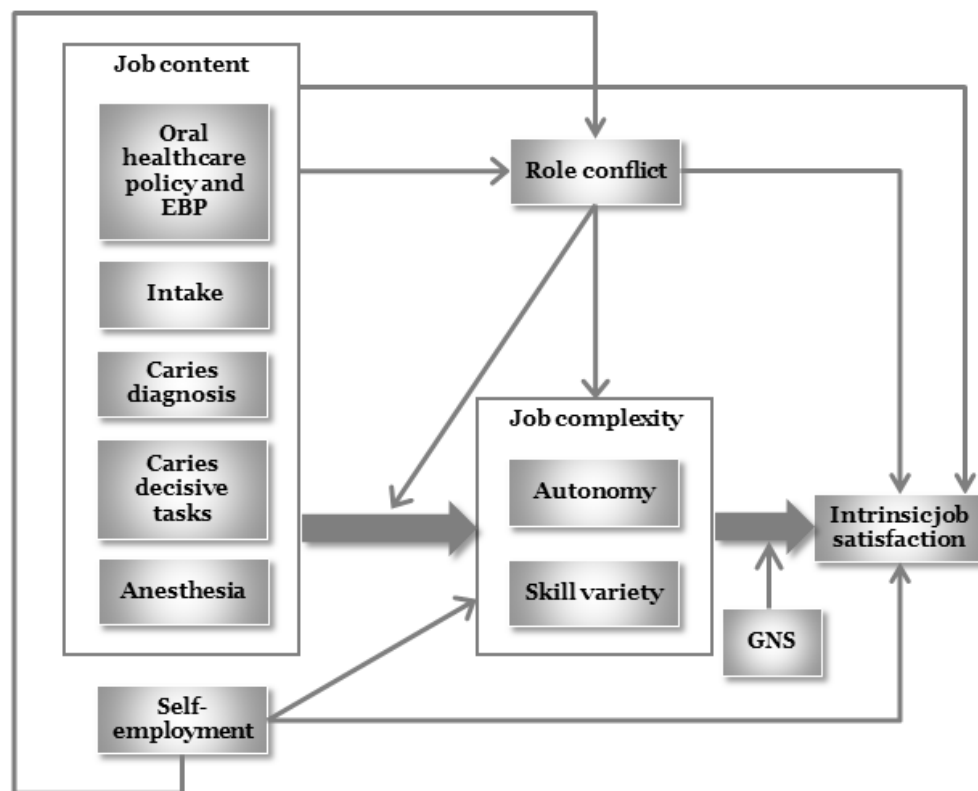 Job content
Oral
healthcare
policy and
EBP
Intake
Caries
diagnosis
Caries
decisive
tasks
Anesthesia
Self-
employment
Role conflict
Job complexity
Autonomy
Skill variety
GNS
Intrinsic job
satisfaction